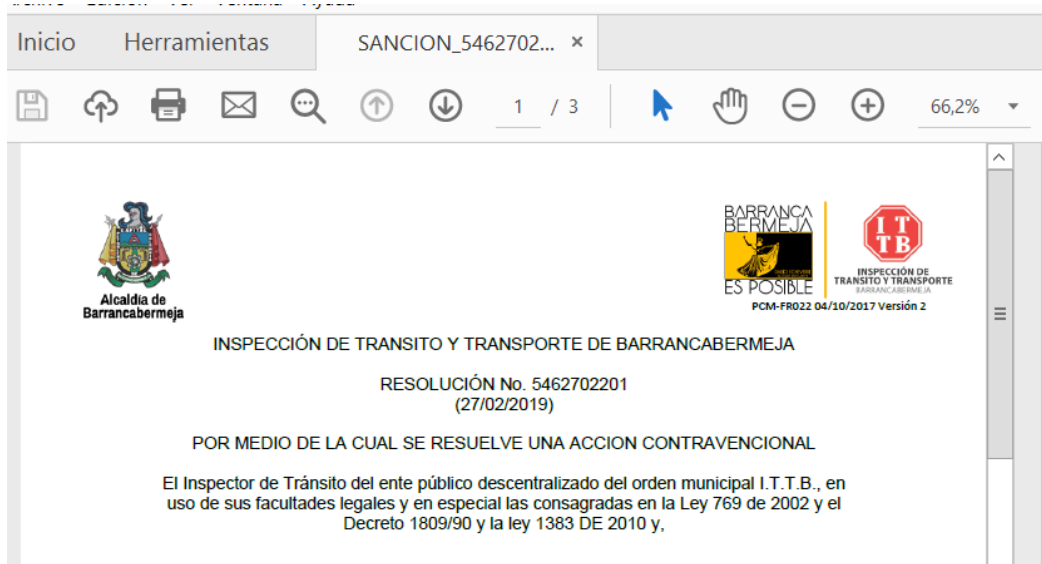 Inicio Herramientas SANCION_5462702... ×
1 / 3 66,2%
Alcaldía de
Barrancabermeja
BARRANCA
BERMEJA
ES POSIBLE
I T
T B
INSPECCIÓN DE
TRANSITO Y TRANSPORTE
BARRANCABERMEJA
PCM-FR022 04/10/2017 Versión 2
INSPECCIÓN DE TRANSITO Y TRANSPORTE DE BARRANCABERMEJA
RESOLUCIÓN No. 5462702201
(27/02/2019)
POR MEDIO DE LA CUAL SE RESUELVE UNA ACCION CONTRAVENCIONAL
El Inspector de Tránsito del ente público descentralizado del orden municipal I.T.T.B., en
uso de sus facultades legales y en especial las consagradas en la Ley 769 de 2002 y el
Decreto 1809/90 y la ley 1383 DE 2010 y,